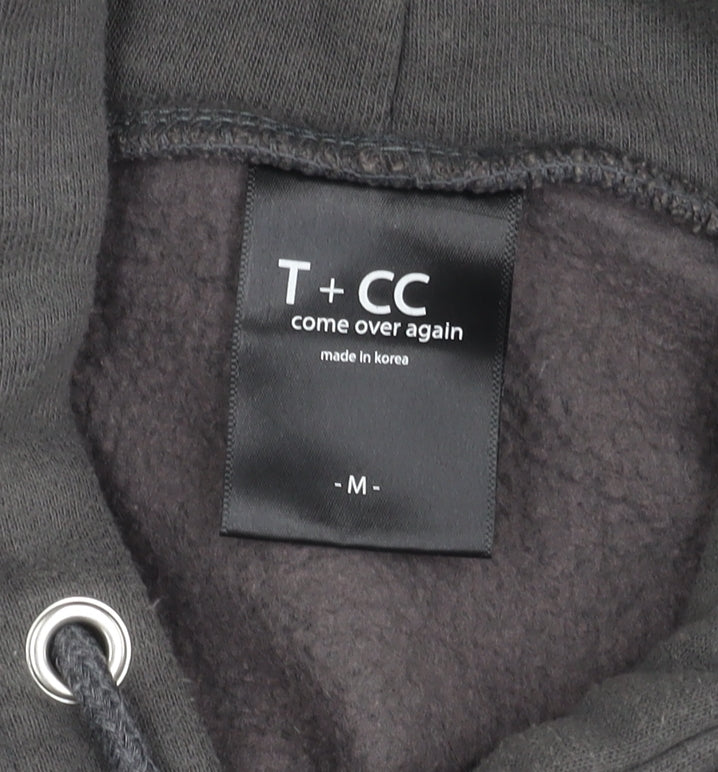 T + CC
come over again
made in korea
- M -